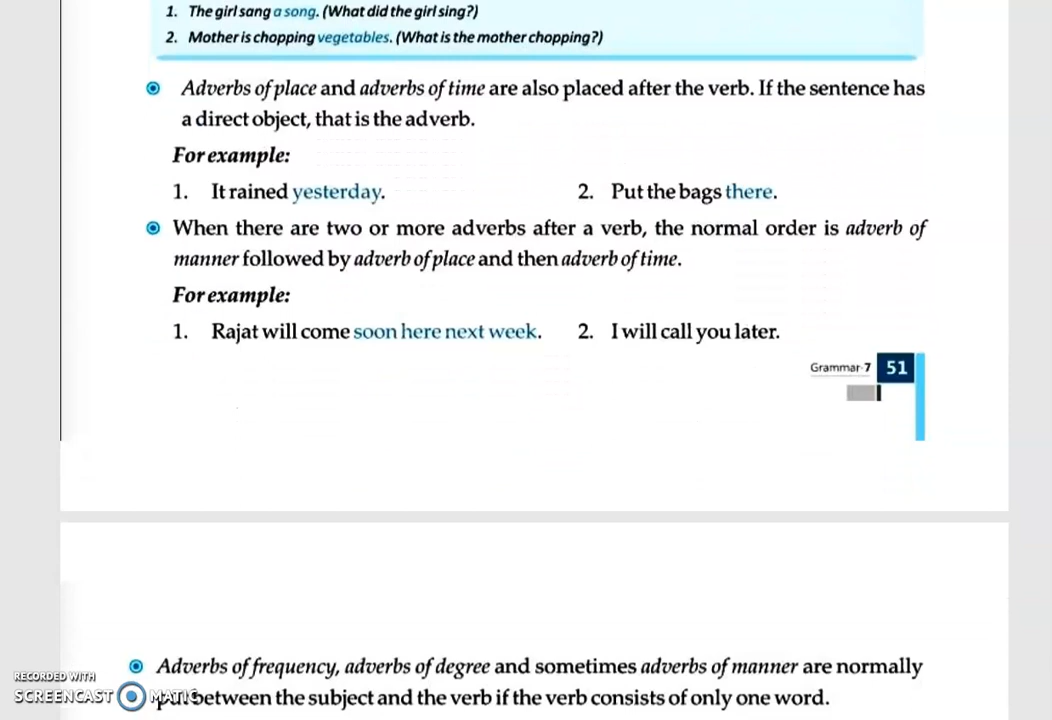 1. The girl sang a song. (What did the girl sing?)
2. Mother is chopping vegetables. (What is the mother chopping?)
Adverbs of place and adverbs of time are also placed after the verb. If the sentence has
a direct object, that is the adverb.
For example:
1. It rained yesterday. 2. Put the bags there.
When there are two or more adverbs after a verb, the normal order is adverb of
manner followed by adverb of place and then adverb of time.
For example:
1. Rajat will come soon here next week. 2. I will call you later.
Grammar-7 51
Adverbs of frequency, adverbs of degree and sometimes adverbs of manner are normally
put between the subject and the verb if the verb consists of only one word.
RECORDED WITH
SCREENCAST MATIC